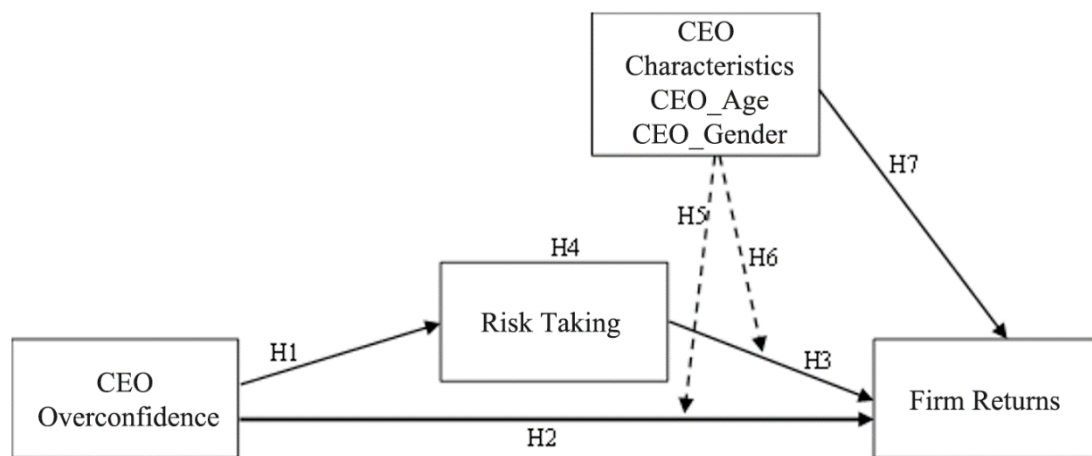 CEO
Characteristics
CEO_Age
CEO_Gender
H7
H5
H4
H6
Risk Taking
H1
H3
CEO
Overconfidence
Firm Returns
H2